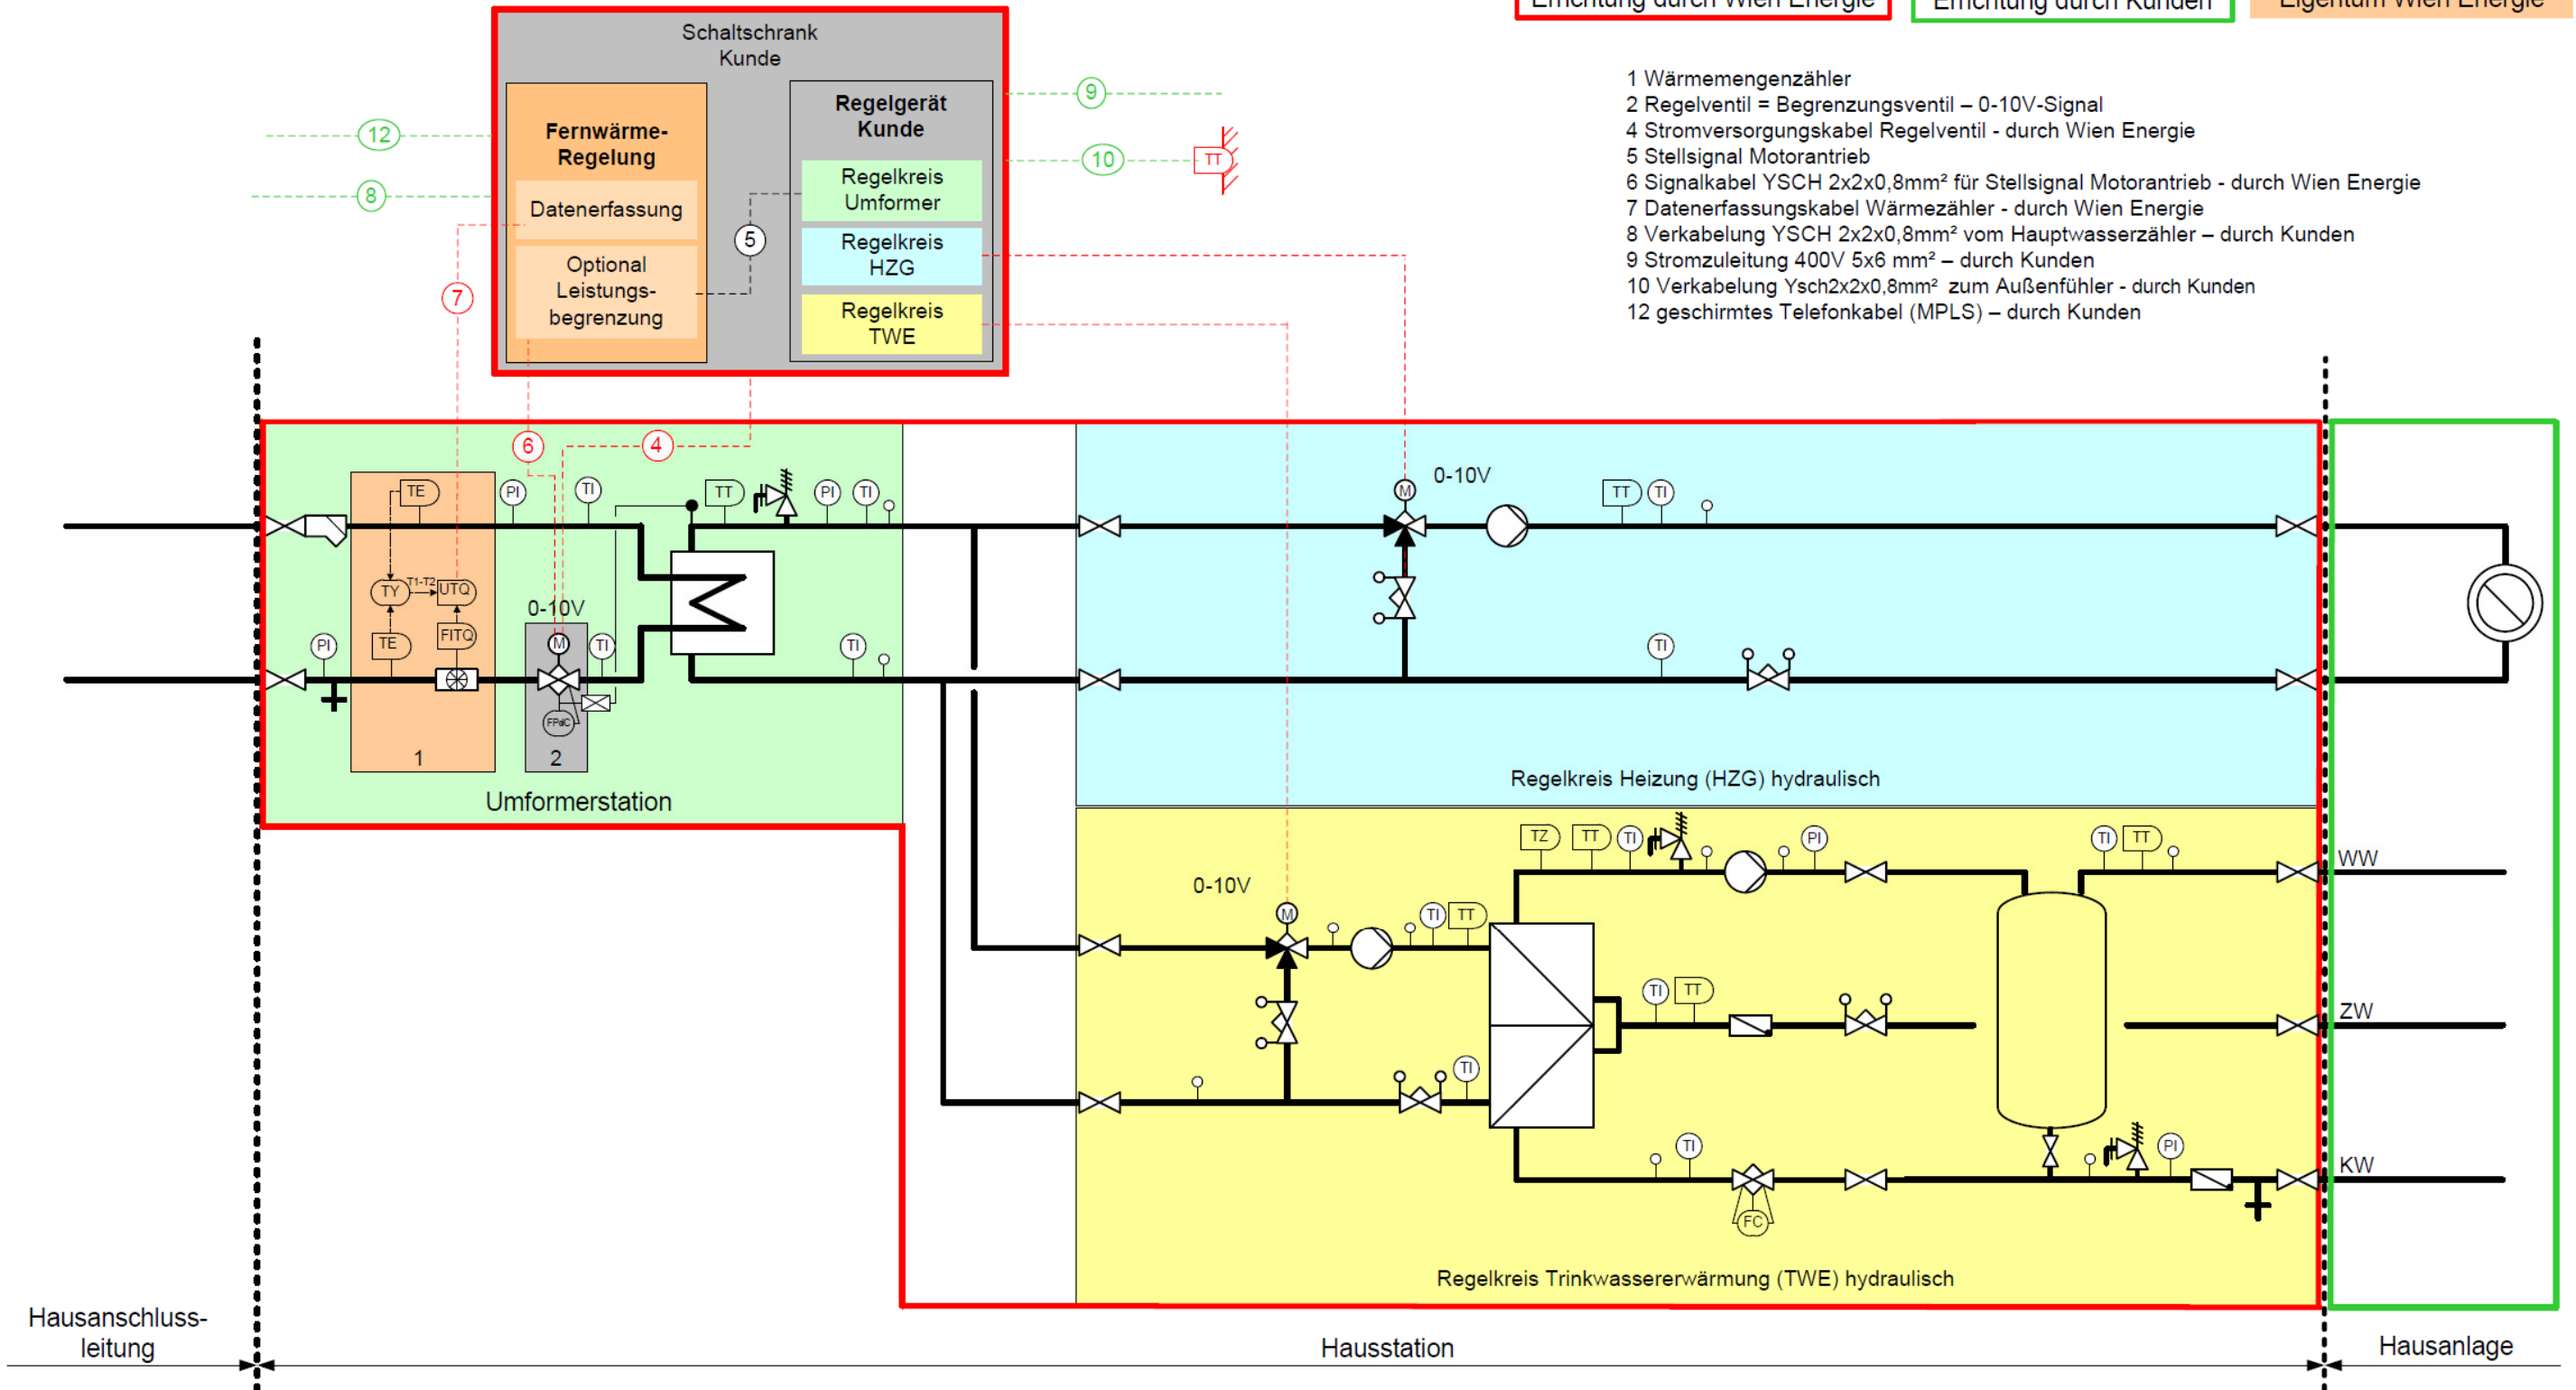 Errichtung durch Wien Energie
Errichtung durch Kunden
Eigentum Wien Energie
Schaltschrank
Kunde
Fernwärme-
Regelung
Datenerfassung
Optional
Leistungs-
begrenzung
Regelgerät
Kunde
Regelkreis
Umformer
Regelkreis
HZG
Regelkreis
TWE
5
12
8
7
9
10
TT
1 Wärmemengenzähler
2 Regelventil = Begrenzungsventil – 0-10V-Signal
4 Stromversorgungskabel Regelventil - durch Wien Energie
5 Stellsignal Motorantrieb
6 Signalkabel YSCH 2x2x0,8mm² für Stellsignal Motorantrieb - durch Wien Energie
7 Datenerfassungskabel Wärmezähler - durch Wien Energie
8 Verkabelung YSCH 2x2x0,8mm² vom Hauptwasserzähler – durch Kunden
9 Stromzuleitung 400V 5x6 mm² – durch Kunden
10 Verkabelung Ysch2x2x0,8mm² zum Außenfühler - durch Kunden
12 geschirmtes Telefonkabel (MPLS) – durch Kunden
6
4
TE
PI
TI
TT
PI
TI
TY
T1-T2
UTQ
0-10V
PI
TE
FITQ
M
TI
TI
FPdC
1
2
Umformerstation
M
0-10V
TT
TI
TI
Regelkreis Heizung (HZG) hydraulisch
TZ
TT
TI
PI
TI
TT
WW
0-10V
M
TI
TT
TI
TT
ZW
TI
TI
PI
KW
FC
Regelkreis Trinkwassererwärmung (TWE) hydraulisch
Hausanschluss-
leitung
Hausstation
Hausanlage